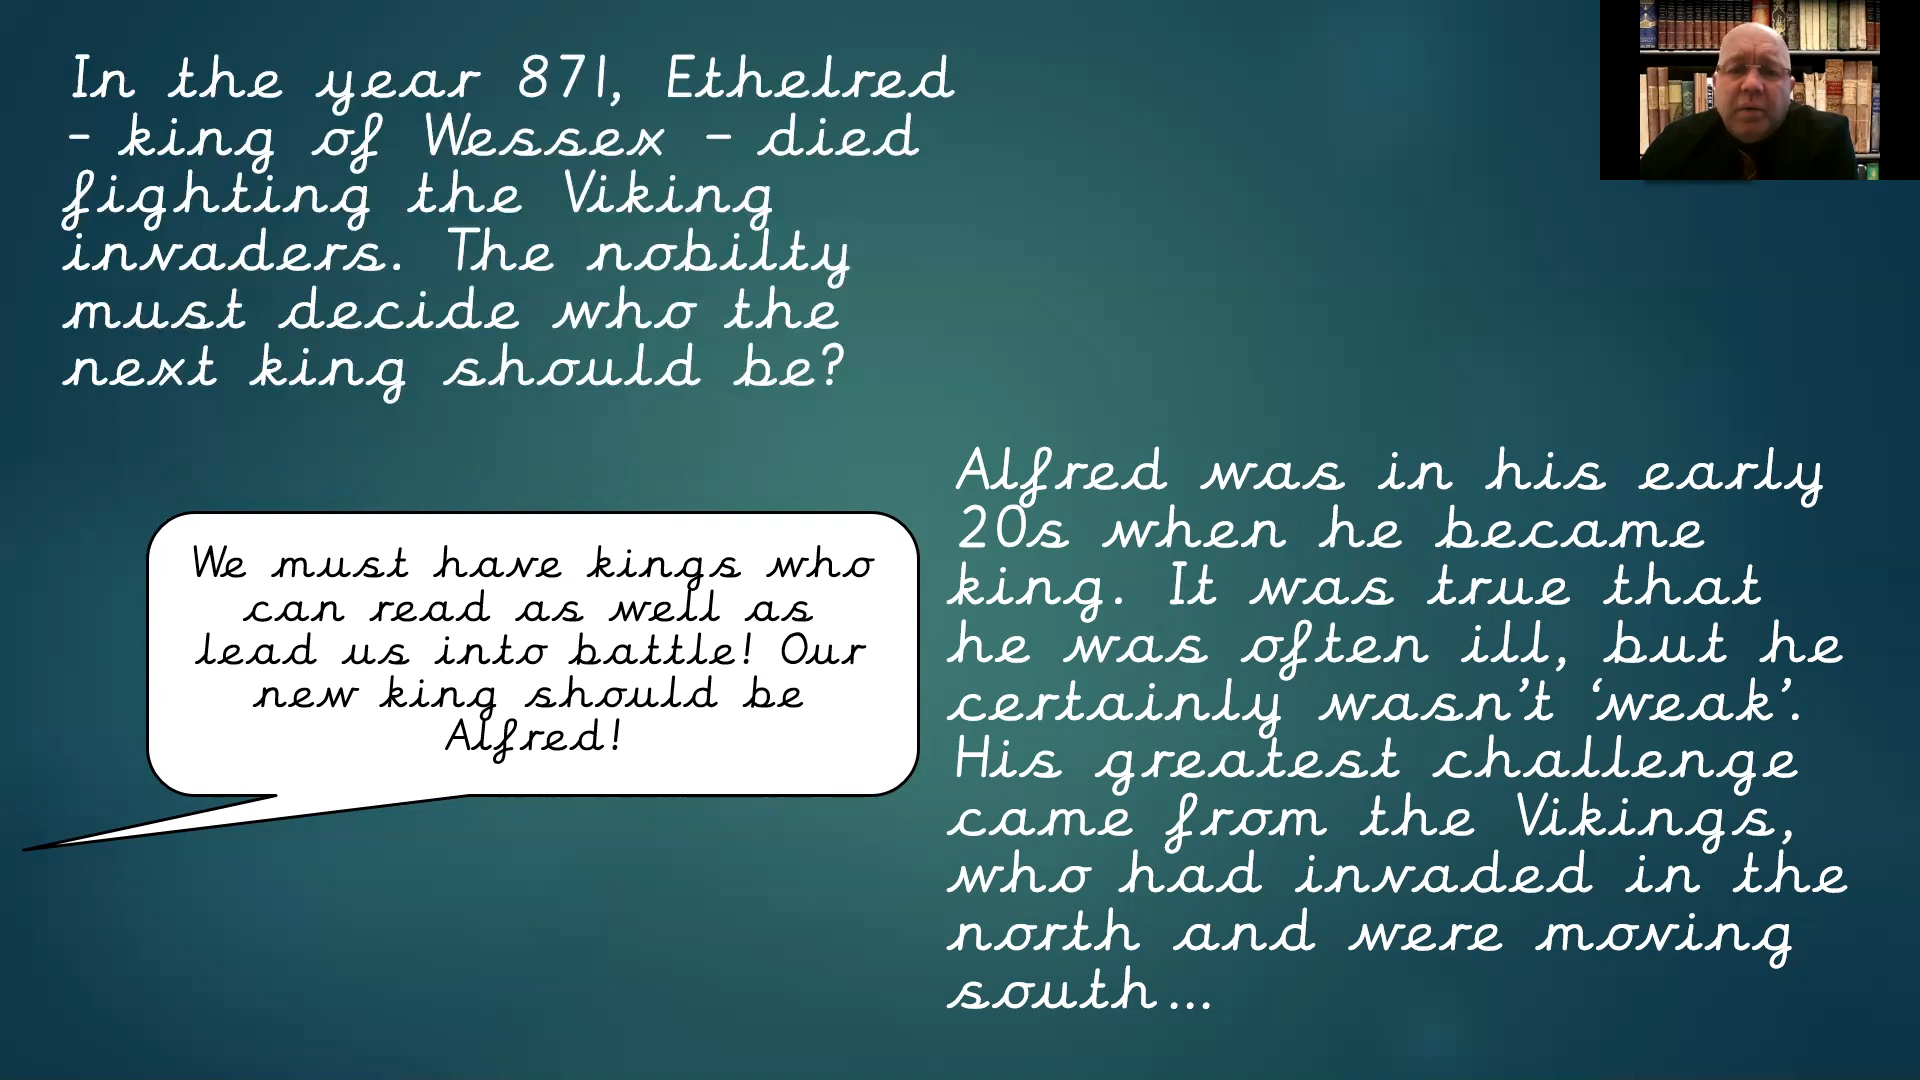 In the year 871, Ethelred
- king of Wessex - died
fighting the Viking
invaders. The nobilty
must decide who the
next king should be?
We must have kings who
can read as well as
lead us into battle! Our
new king should be
Alfred!
Alfred was in his early
20s when he became
king. It was true that
he was often ill, but he
certainly wasn't 'weak'.
His greatest challenge
came from the Vikings,
who had invaded in the
north and were moving
south...